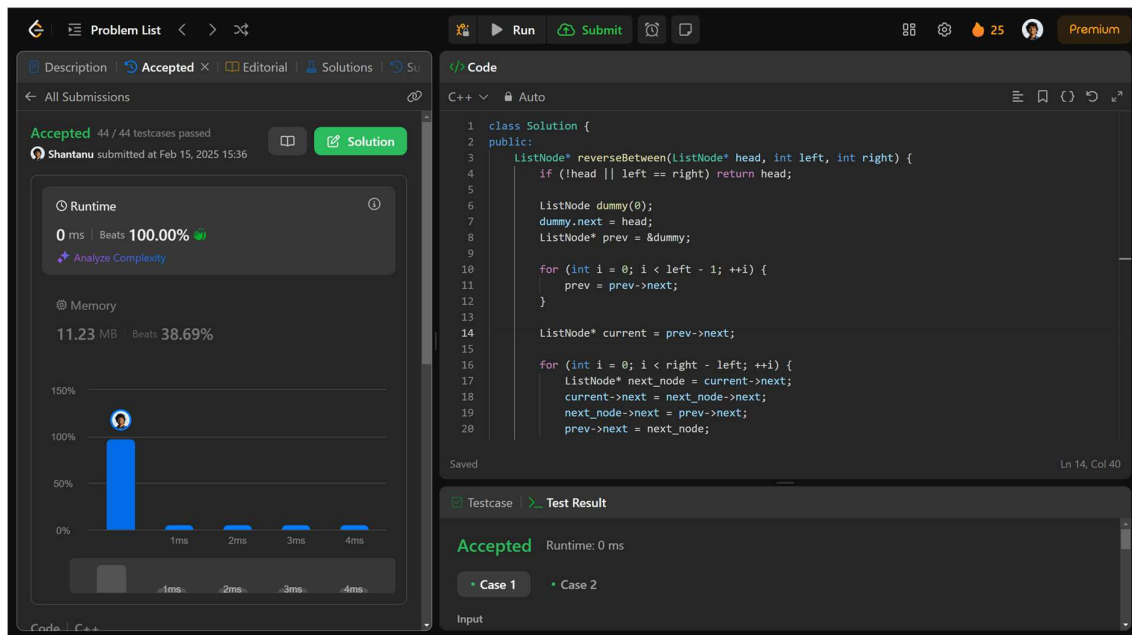 Problem List
Run
Submit
25
Premium
Description
Accepted
Editorial
Solutions
Su
All Submissions
Accepted 44 / 44 testcases passed
Shantanu submitted at Feb 15, 2025 15:36
Solution
Runtime
0 ms | Beats 100.00%
Analyze Complexity
Memory
11.23 MB | Beats 38.69%
150%
100%
50%
0%
1ms 2ms 3ms 4ms
1ms 2ms 3ms 4ms
Code | C++
</> Code
C++ Auto
1 class Solution {
2 public:
3 ListNode* reverseBetween(ListNode* head, int left, int right) {
4 if (!head || left == right) return head;
5
6 ListNode dummy(0);
7 dummy.next = head;
8 ListNode* prev = &dummy;
9
10 for (int i = 0; i < left - 1; ++i) {
11 prev = prev->next;
12 }
13
14 ListNode* current = prev->next;
15
16 for (int i = 0; i < right - left; ++i) {
17 ListNode* next_node = current->next;
18 current->next = next_node->next;
19 next_node->next = prev->next;
20 prev->next = next_node;
Saved
Ln 14, Col 40
Testcase | >_ Test Result
Accepted Runtime: 0 ms
• Case 1 • Case 2
Input